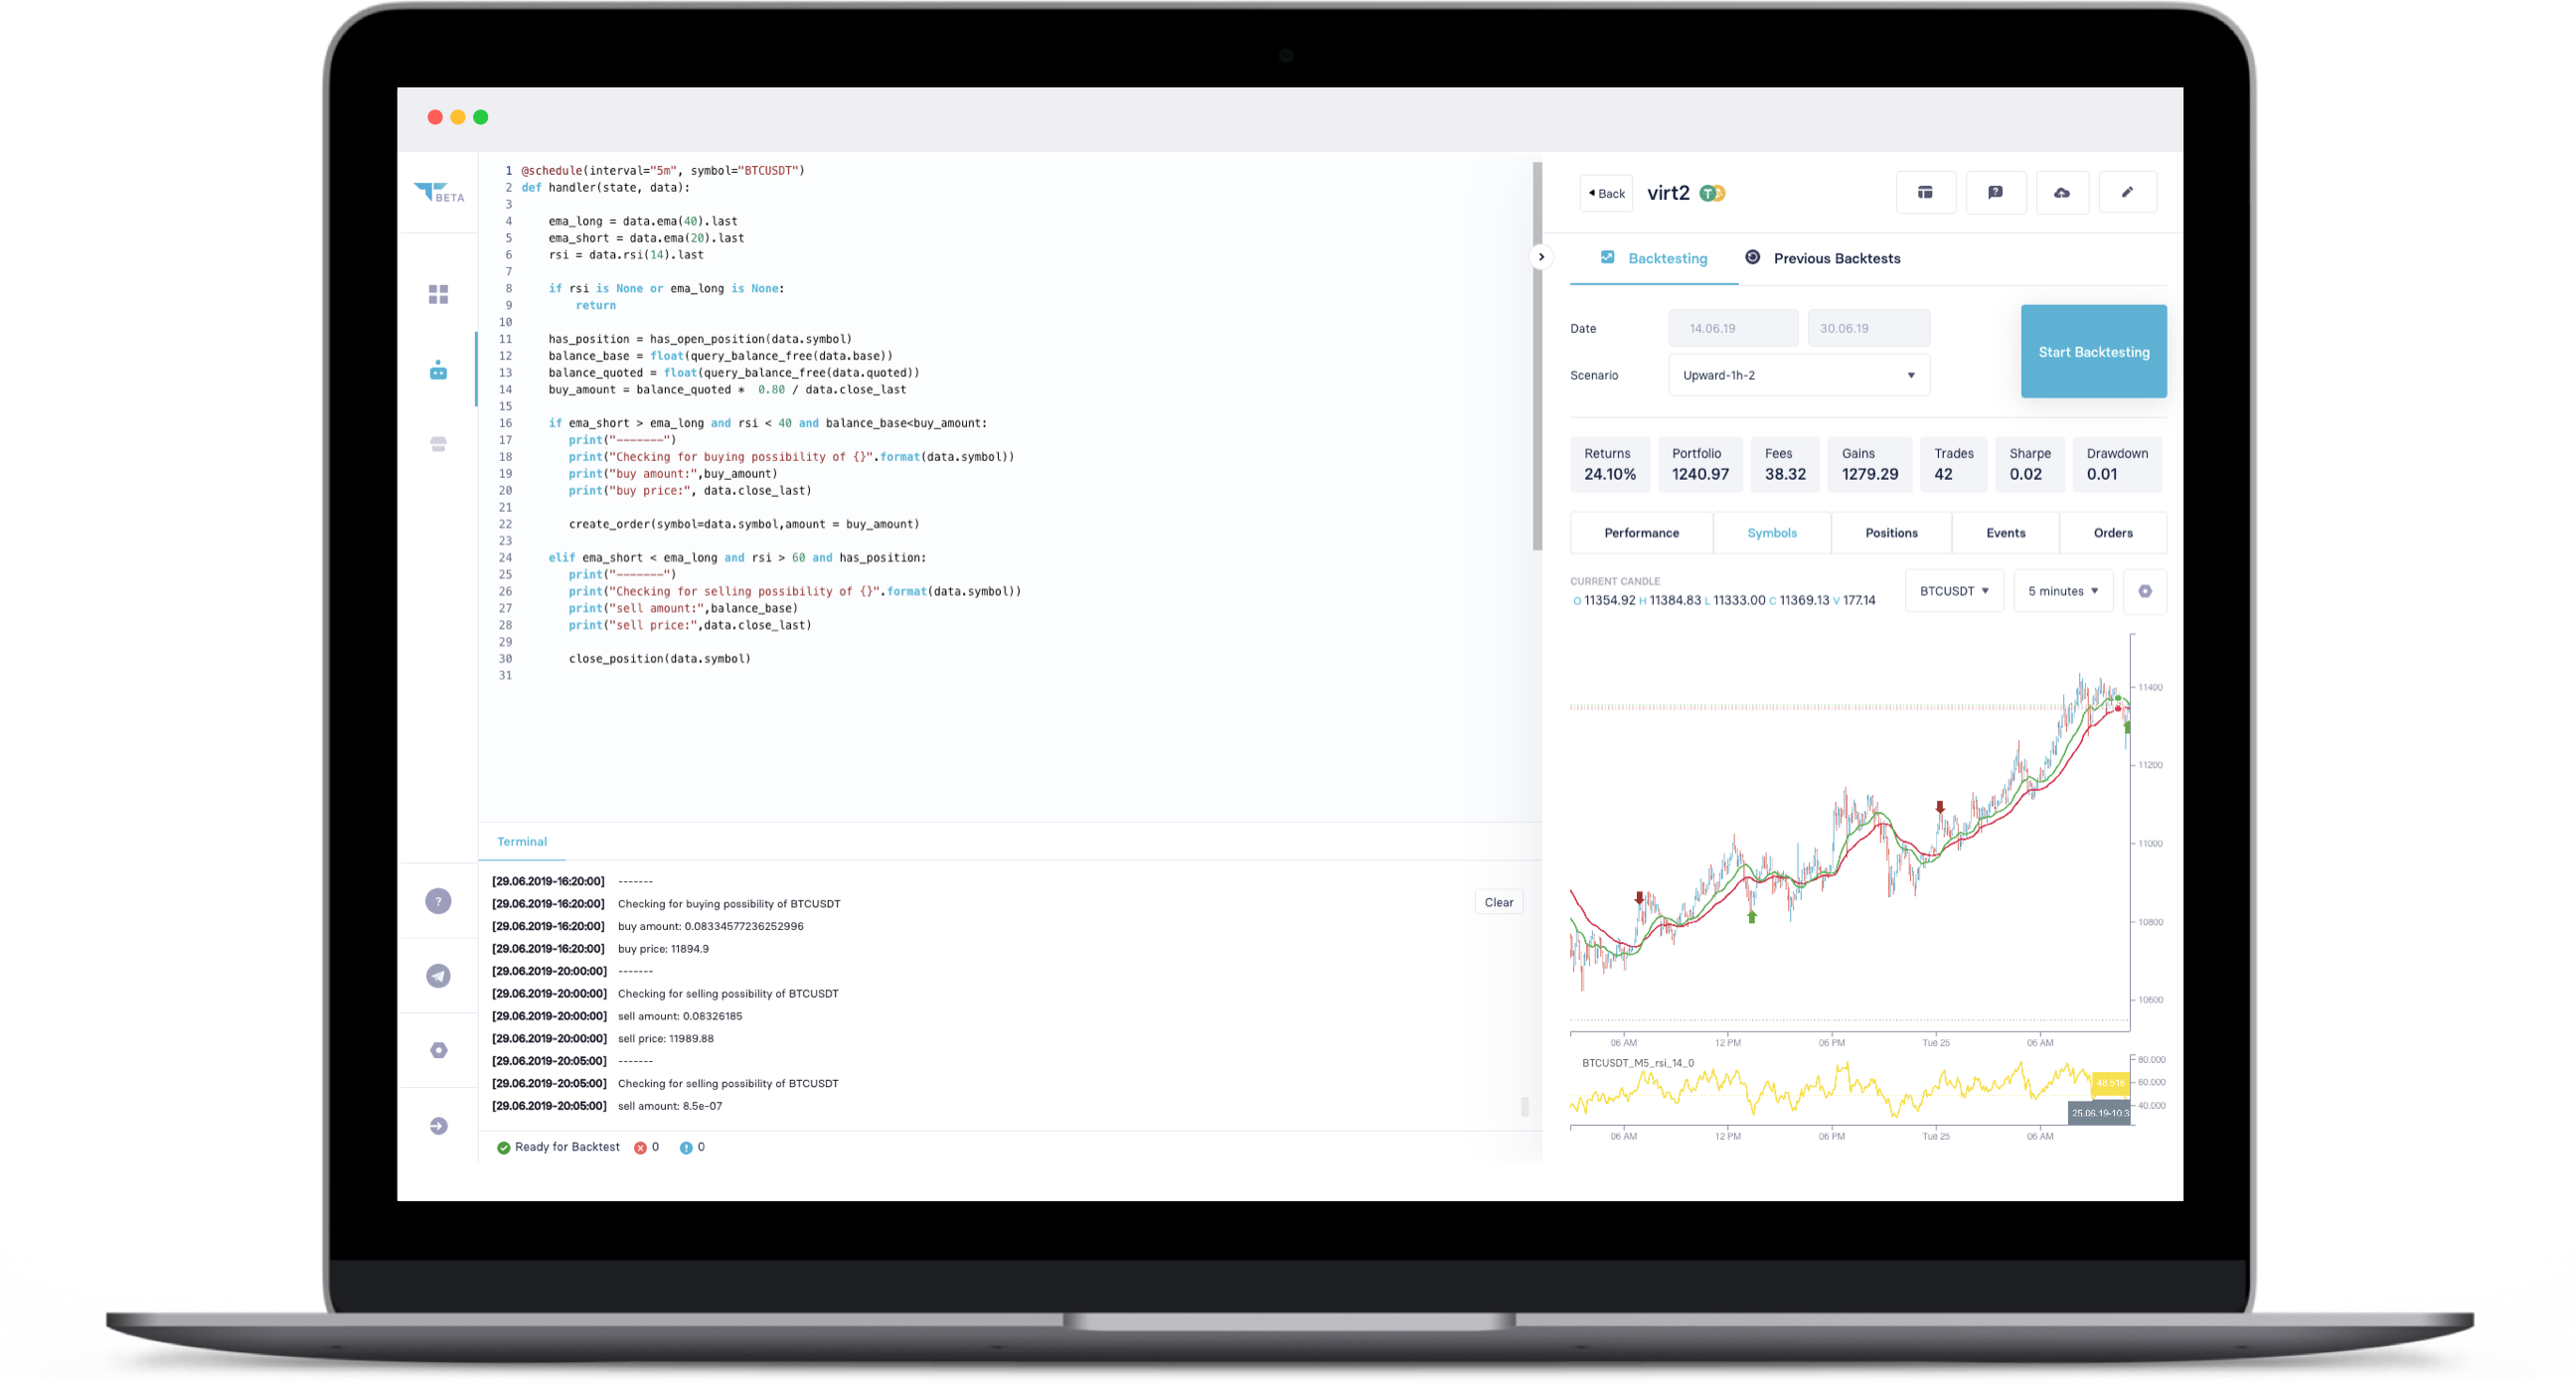 BETA
1 @schedule(interval="5m", symbol="BTCUSDT")
2 def handler(state, data):
3
4 ema_long = data.ema(40).last
5 ema_short = data.ema(20).last
6 rsi = data.rsi(14).last
7
8 if rsi is None or ema_long is None:
9 return
10
11 has_position = has_open_position(data.symbol)
12 balance_base = float(query_balance_free(data.base))
13 balance_quoted = float(query_balance_free(data.quoted))
14 buy_amount = balance_quoted * 0.80 / data.close_last
15
16 if ema_short > ema_long and rsi < 40 and balance_base<buy_amount:
17 print("-------")
18 print("Checking for buying possibility of {}".format(data.symbol))
19 print("buy amount:",buy_amount)
20 print("buy price:", data.close_last)
21
22 create_order(symbol=data.symbol,amount = buy_amount)
23
24 elif ema_short < ema_long and rsi > 60 and has_position:
25 print("-------")
26 print("Checking for selling possibility of {}".format(data.symbol))
27 print("sell amount:",balance_base)
28 print("sell price:",data.close_last)
29
30 close_position(data.symbol)
31
Terminal
[29.06.2019-16:20:00] -------
[29.06.2019-16:20:00] Checking for buying possibility of BTCUSDT
[29.06.2019-16:20:00] buy amount: 0.08334577236252996
[29.06.2019-16:20:00] buy price: 11894.9
[29.06.2019-20:00:00] -------
[29.06.2019-20:00:00] Checking for selling possibility of BTCUSDT
[29.06.2019-20:00:00] sell amount: 0.08326185
[29.06.2019-20:00:00] sell price: 11989.88
[29.06.2019-20:05:00] -------
[29.06.2019-20:05:00] Checking for selling possibility of BTCUSDT
[29.06.2019-20:05:00] sell amount: 8.5e-07
Clear
Ready for Backtest 0 0
Back virt2
Backtesting Previous Backtests
Date 14.06.19 30.06.19
Scenario Upward-1h-2
Start Backtesting
Returns Portfolio Fees Gains Trades Sharpe Drawdown
24.10% 1240.97 38.32 1279.29 42 0.02 0.01
Performance Symbols Positions Events Orders
CURRENT CANDLE
O 11354.92 H 11384.83 L 11333.00 C 11369.13 V 177.14
BTCUSDT 5 minutes
11400
11200
11000
10800
10600
06 AM 12 PM 06 PM Tue 25 06 AM
BTCUSDT_M5_rsi_14_0
80.000
48.516 60.000
40.000
25.06.19-10:3
06 AM 12 PM 06 PM Tue 25 06 AM